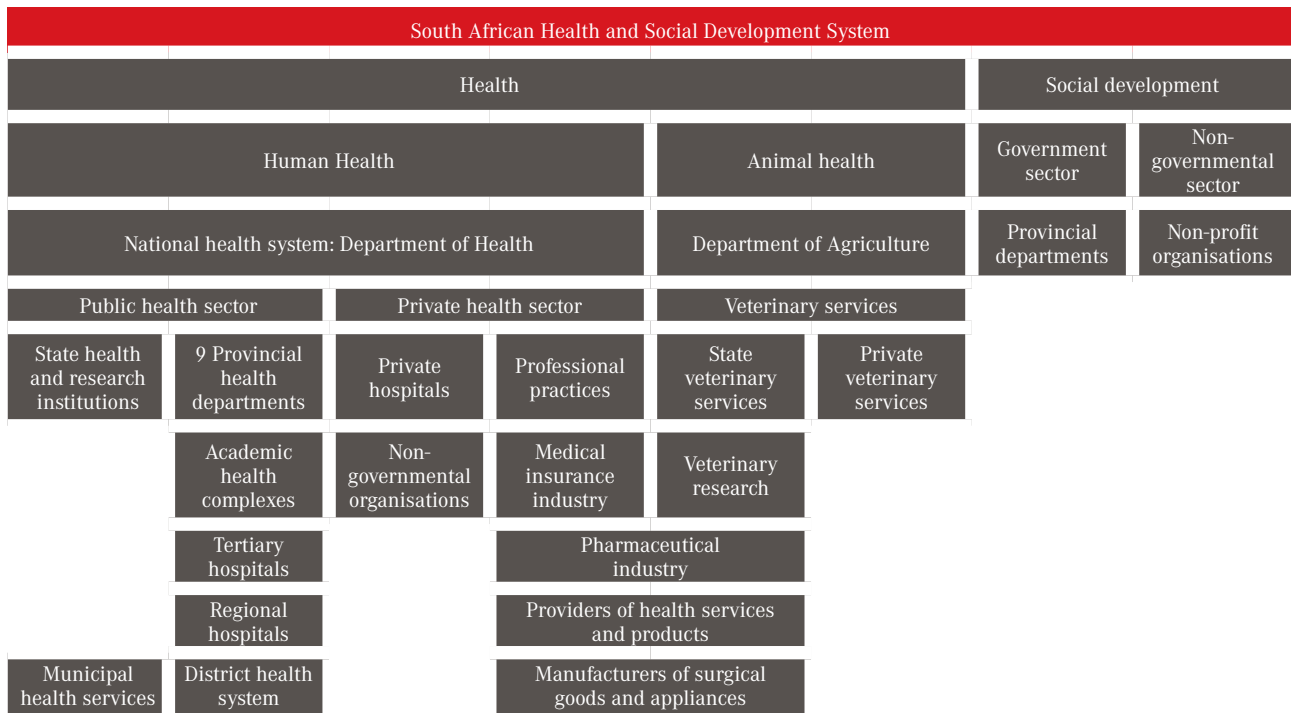 South African Health and Social Development System
Health
Social development
Human Health
Animal health
Government
sector
Non-
governmental
sector
National health system: Department of Health
Department of Agriculture
Provincial
departments
Non-profit
organisations
Public health sector
Private health sector
Veterinary services
State health
and research
institutions
9 Provincial
health
departments
Private
hospitals
Professional
practices
State
veterinary
services
Private
veterinary
services
Academic
health
complexes
Non-
governmental
organisations
Medical
insurance
industry
Veterinary
research
Tertiary
hospitals
Pharmaceutical
industry
Regional
hospitals
Providers of health services
and products
Municipal
health services
District health
system
Manufacturers of surgical
goods and appliances